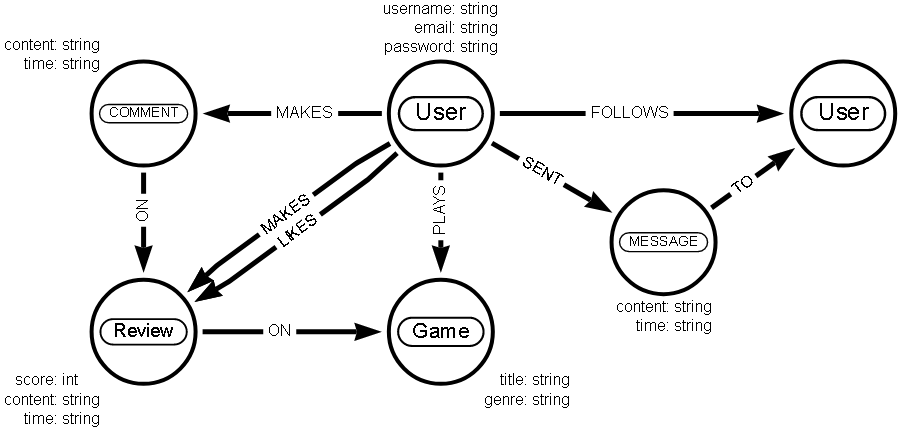 username: string
email: string
password: string
content: string
time: string
COMMENT
MAKES
User
FOLLOWS
User
SENT
TO
ON
MAKES
LIKES
PLAYS
MESSAGE
content: string
time: string
Review
ON
Game
score: int
content: string
time: string
title: string
genre: string